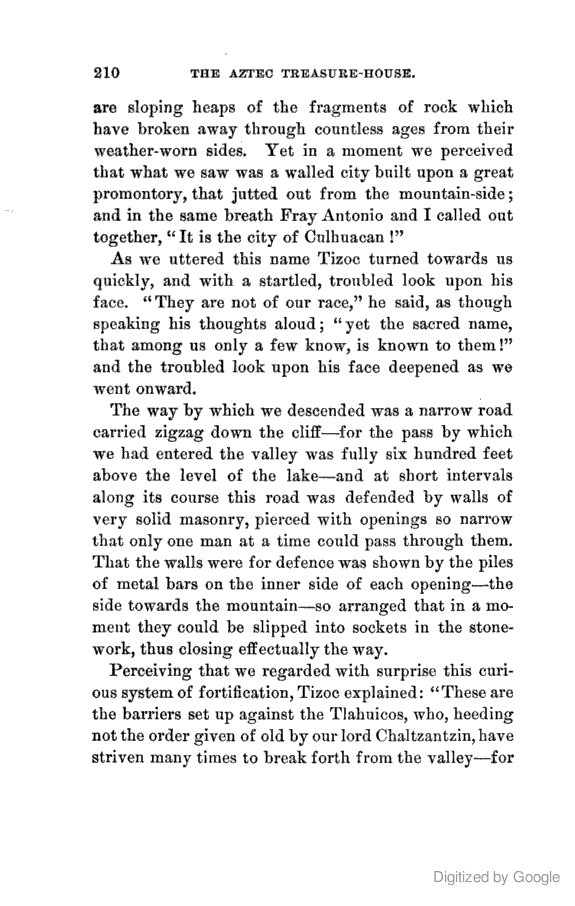 210 THE AZTEC TREASURE-HOUSE.
are sloping heaps of the fragments of rock which
have broken away through countless ages from their
weather-worn sides. Yet in a moment we perceived
that what we saw was a walled city built upon a great
promontory, that jutted out from the mountain-side;
and in the same breath Fray Antonio and I called out
together, “It is the city of Culhuacan!”
As we uttered this name Tizoc turned towards us
quickly, and with a startled, troubled look upon his
face. “They are not of our race,” he said, as though
speaking his thoughts aloud; “yet the sacred name,
that among us only a few know, is known to them!”
and the troubled look upon his face deepened as we
went onward.
The way by which we descended was a narrow road
carried zigzag down the cliff—for the pass by which
we had entered the valley was fully six hundred feet
above the level of the lake—and at short intervals
along its course this road was defended by walls of
very solid masonry, pierced with openings so narrow
that only one man at a time could pass through them.
That the walls were for defence was shown by the piles
of metal bars on the inner side of each opening—the
side towards the mountain—so arranged that in a mo-
ment they could be slipped into sockets in the stone-
work, thus closing effectually the way.
Perceiving that we regarded with surprise this curi-
ous system of fortification, Tizoc explained: “These are
the barriers set up against the Tlahuicos, who, heeding
not the order given of old by our lord Chaltzantzin, have
striven many times to break forth from the valley—for
Digitized by Google